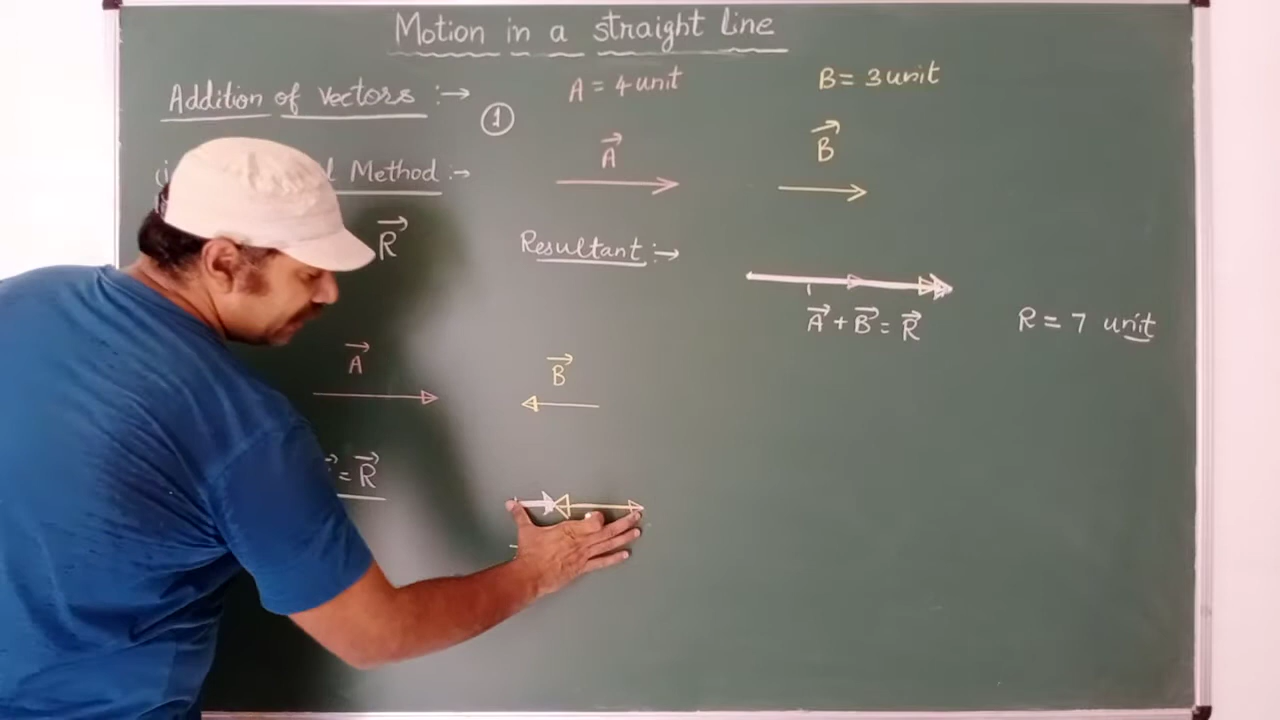 Motion in a straight line
Addition of vectors :→
① A = 4 unit B = 3 unit
Method :→
A⃗ B⃗
R⃗
Resultant :→
A⃗ + B⃗ = R⃗ R = 7 unit
A⃗ B⃗
= R⃗